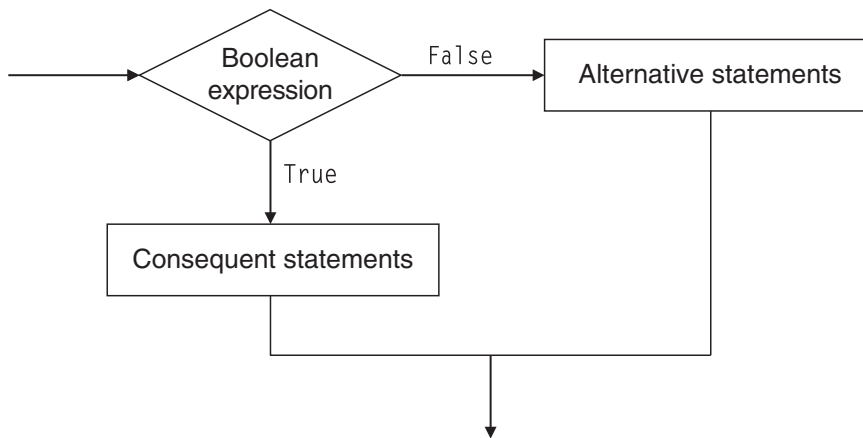 Boolean
expression
False
Alternative statements
True
Consequent statements